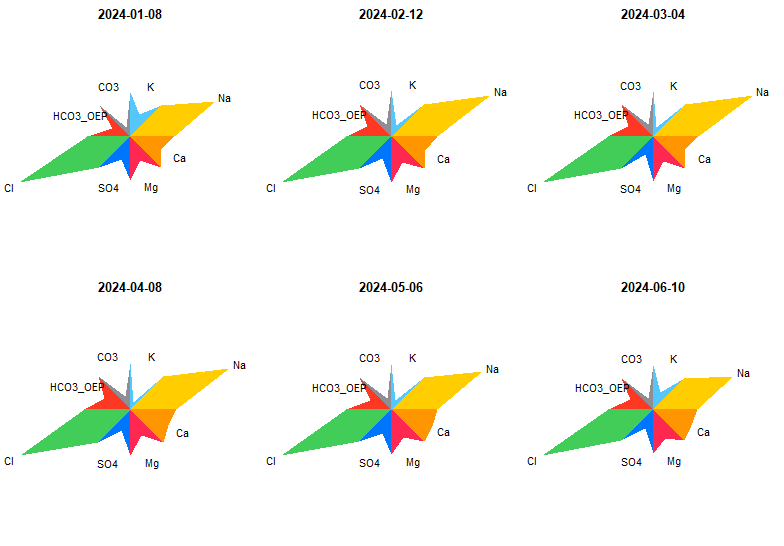 2024-01-08
2024-02-12
2024-03-04
CO3
K
Na
HCO3_OEP
Ca
Cl
SO4
Mg
CO3
K
Na
HCO3_OEP
Ca
Cl
SO4
Mg
CO3
K
Na
HCO3_OEP
Ca
Cl
SO4
Mg
2024-04-08
2024-05-06
2024-06-10
CO3
K
Na
HCO3_OEP
Ca
Cl
SO4
Mg
CO3
K
Na
HCO3_OEP
Ca
Cl
SO4
Mg
CO3
K
Na
HCO3_OEP
Ca
Cl
SO4
Mg